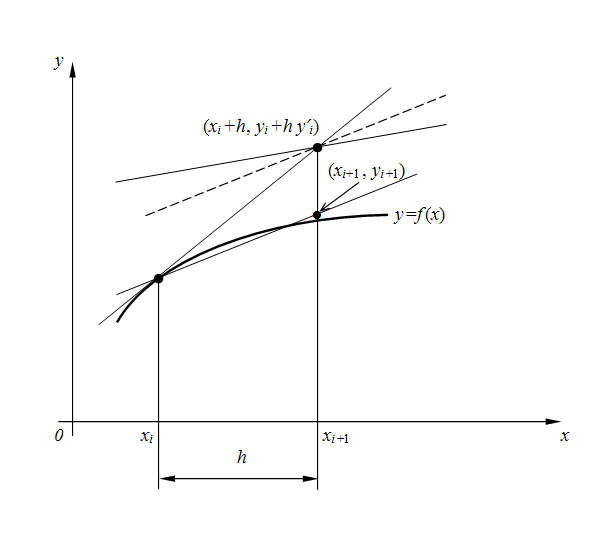 y
(xᵢ+h, yᵢ+h y′ᵢ)
(xᵢ₊₁, yᵢ₊₁)
y=f(x)
0
xᵢ
xᵢ₊₁
x
h